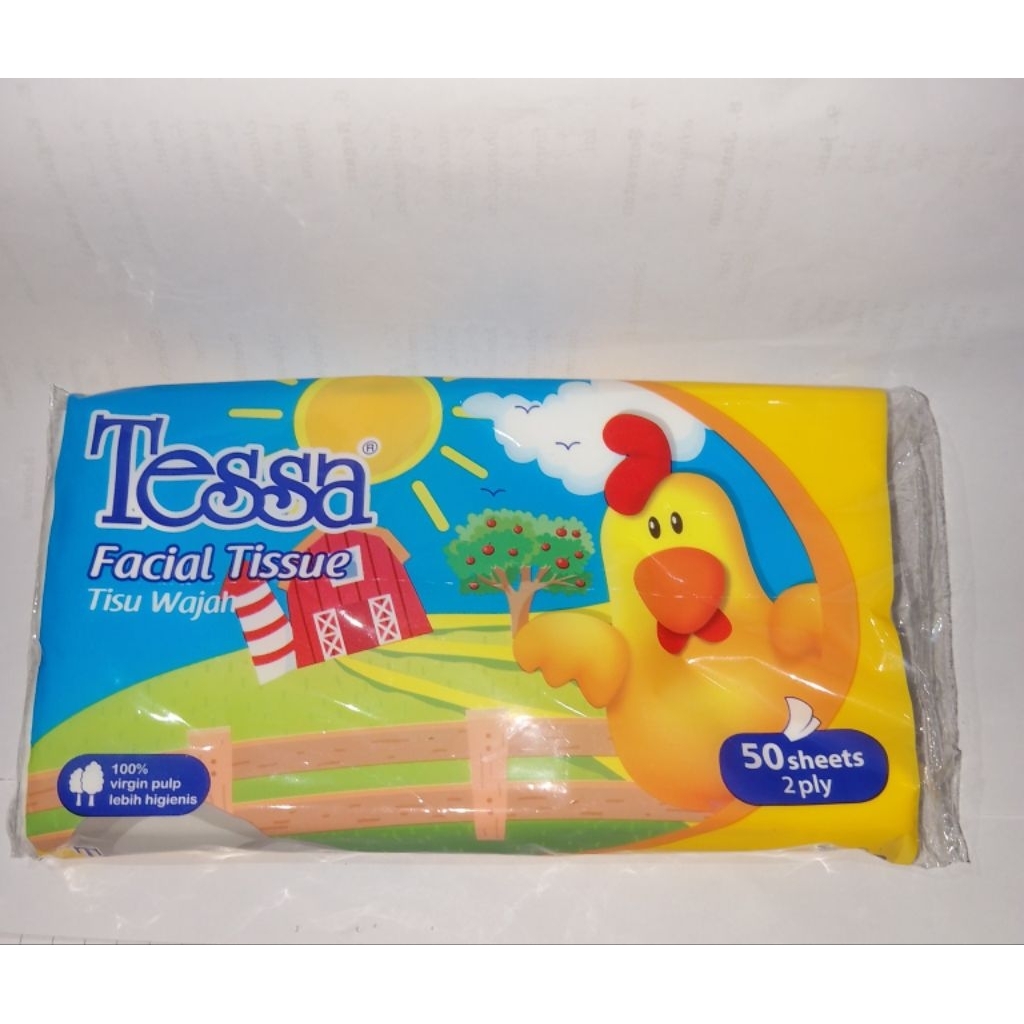 Tessa®
Facial Tissue
Tisu Wajah
100%
virgin pulp
lebih higienis
50 sheets
2 ply